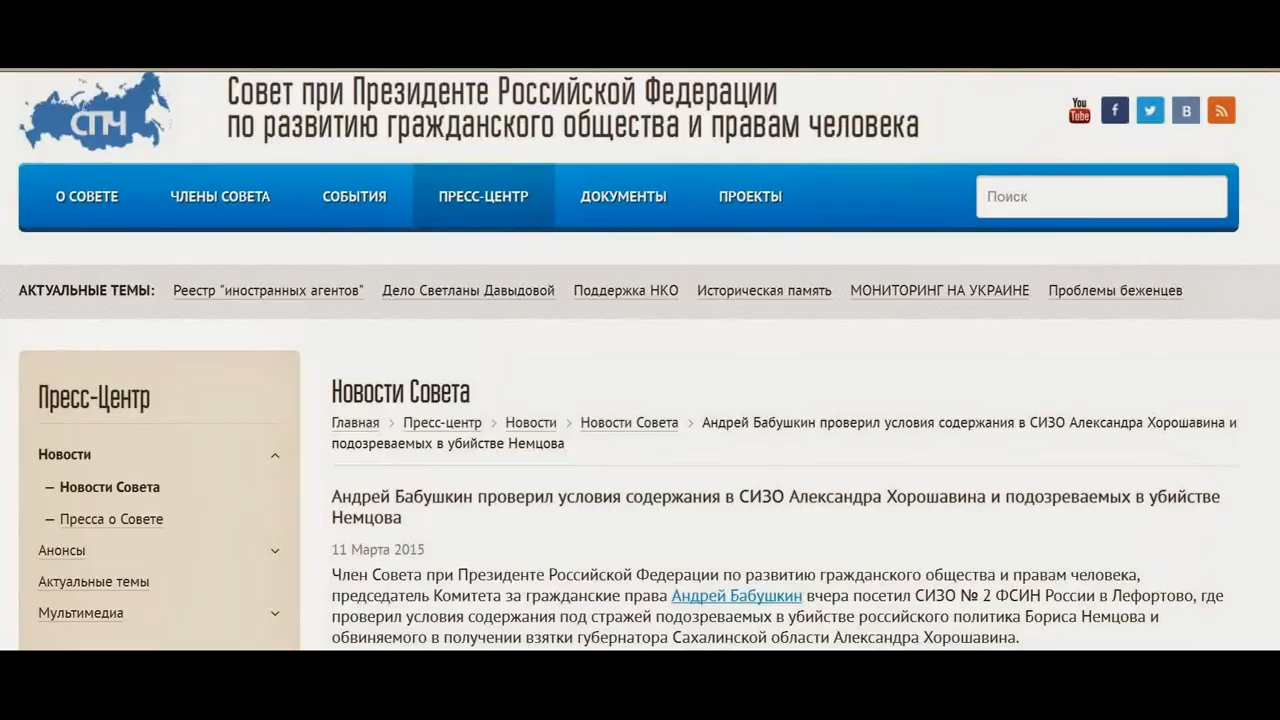 СПЧ
Совет при Президенте Российской Федерации
по развитию гражданского общества и правам человека
You
Tube
О СОВЕТЕ ЧЛЕНЫ СОВЕТА СОБЫТИЯ ПРЕСС-ЦЕНТР ДОКУМЕНТЫ ПРОЕКТЫ Поиск
АКТУАЛЬНЫЕ ТЕМЫ: Реестр "иностранных агентов" Дело Светланы Давыдовой Поддержка НКО Историческая память МОНИТОРИНГ НА УКРАИНЕ Проблемы беженцев
Пресс-Центр
Новости
— Новости Совета
— Пресса о Совете
Анонсы
Актуальные темы
Мультимедиа
Новости Совета
Главная > Пресс-центр > Новости > Новости Совета > Андрей Бабушкин проверил условия содержания в СИЗО Александра Хорошавина и
подозреваемых в убийстве Немцова
Андрей Бабушкин проверил условия содержания в СИЗО Александра Хорошавина и подозреваемых в убийстве
Немцова
11 Марта 2015
Член Совета при Президенте Российской Федерации по развитию гражданского общества и правам человека,
председатель Комитета за гражданские права Андрей Бабушкин вчера посетил СИЗО № 2 ФСИН России в Лефортово, где
проверил условия содержания под стражей подозреваемых в убийстве российского политика Бориса Немцова и
обвиняемого в получении взятки губернатора Сахалинской области Александра Хорошавина.